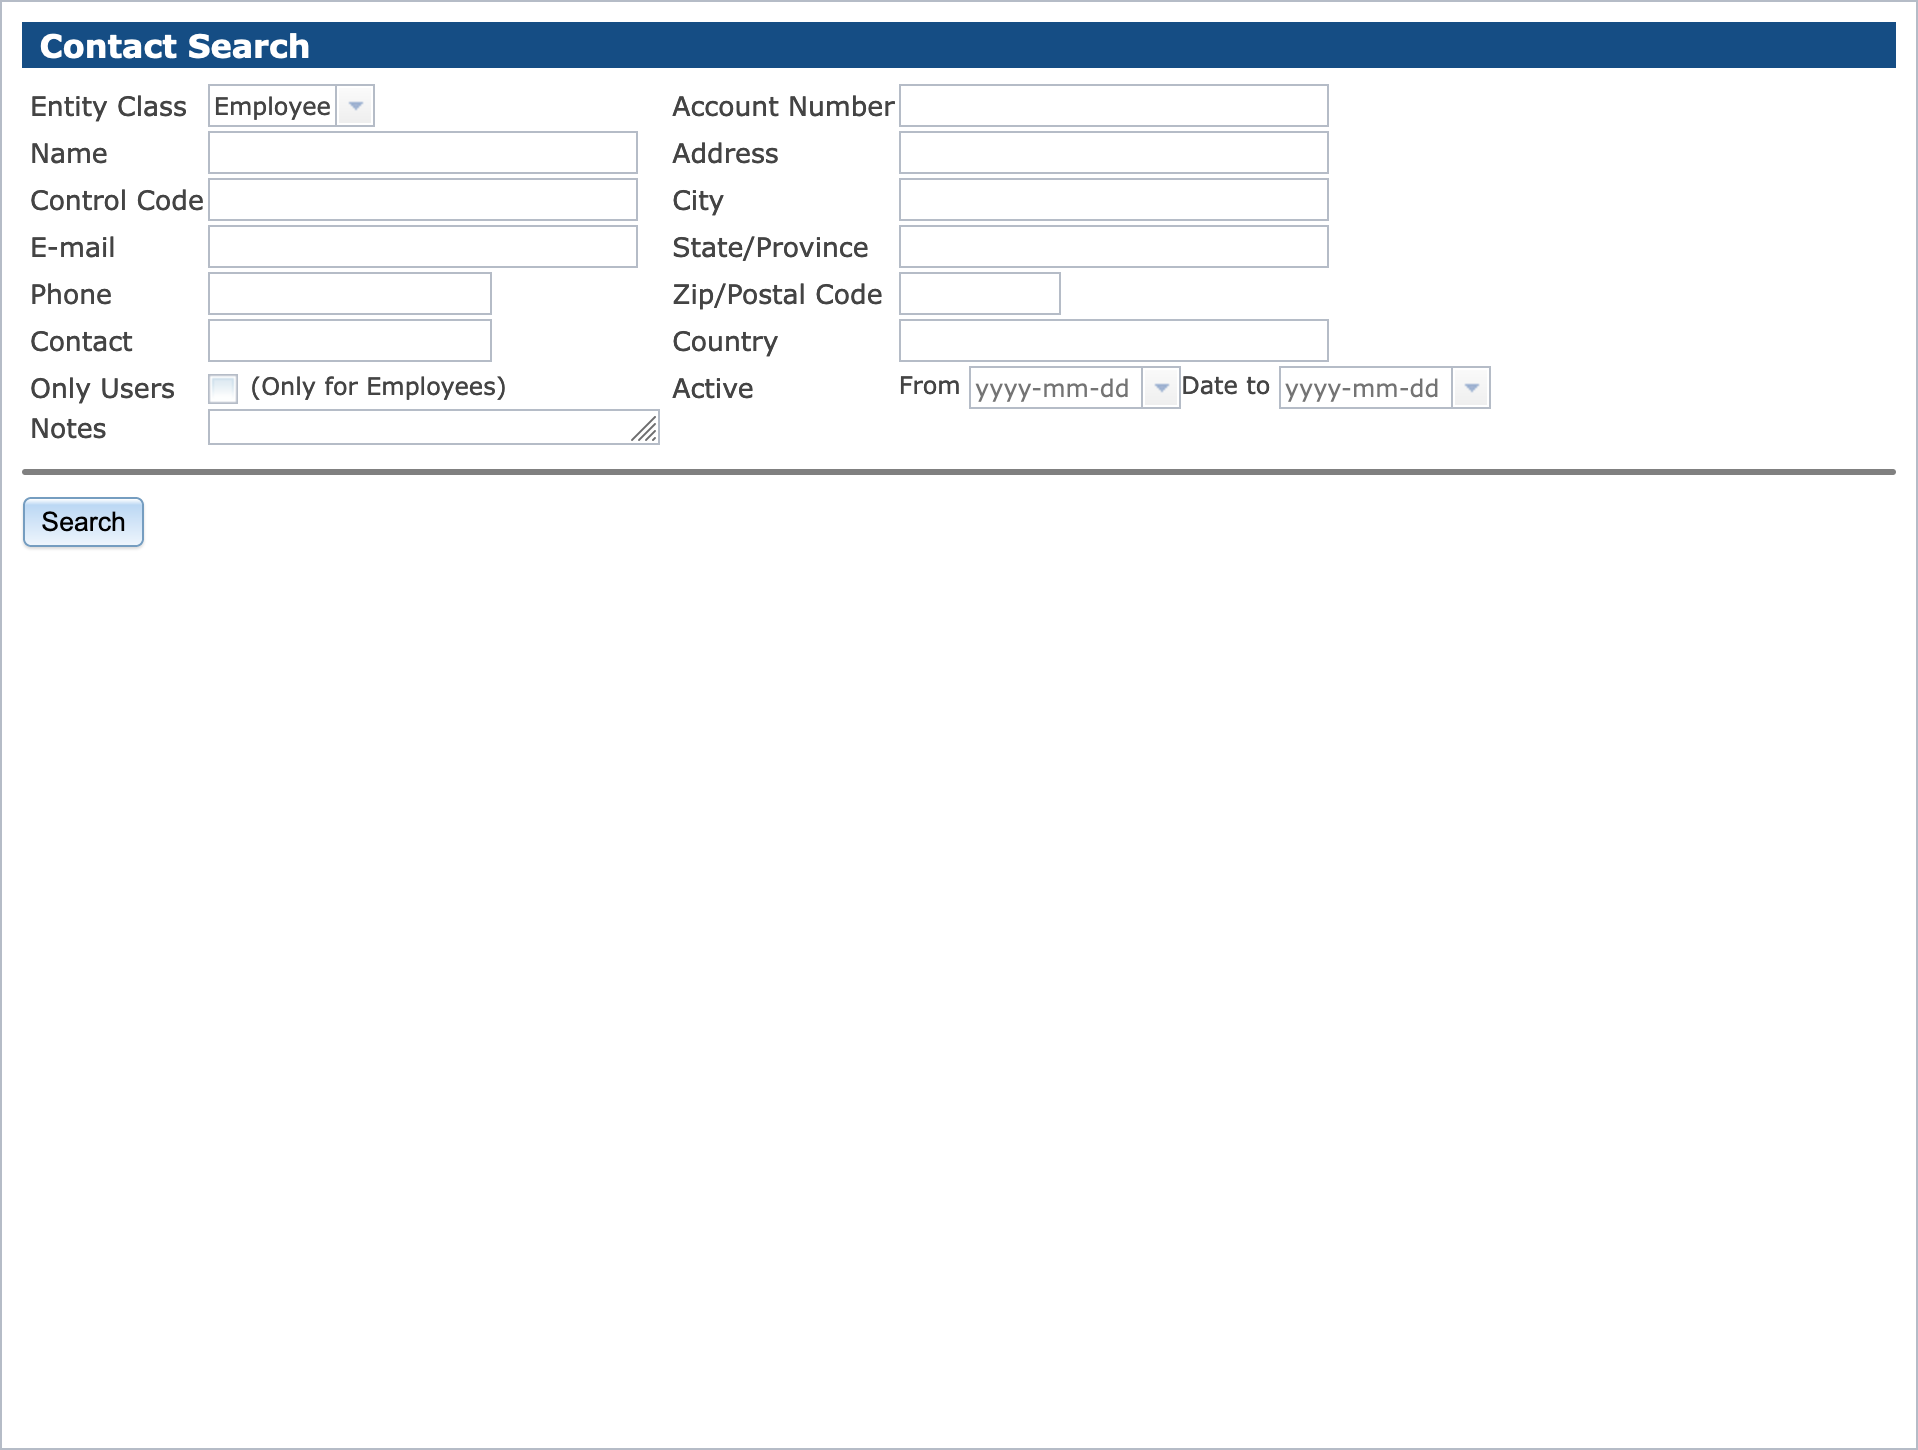 Contact Search
Entity Class Employee Account Number
Name Address
Control Code City
E-mail State/Province
Phone Zip/Postal Code
Contact Country
Only Users (Only for Employees) Active From yyyy-mm-dd Date to yyyy-mm-dd
Notes
Search